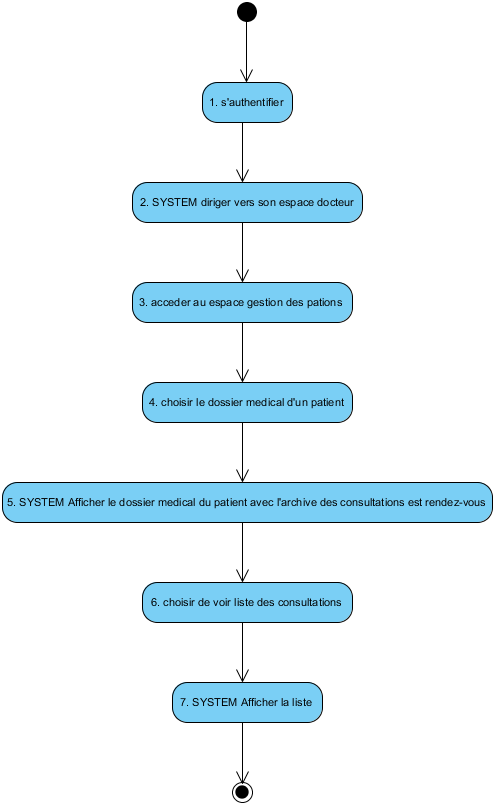 1. s'authentifier
2. SYSTEM diriger vers son espace docteur
3. acceder au espace gestion des pations
4. choisir le dossier medical d'un patient
5. SYSTEM Afficher le dossier medical du patient avec l'archive des consultations est rendez-vous
6. choisir de voir liste des consultations
7. SYSTEM Afficher la liste